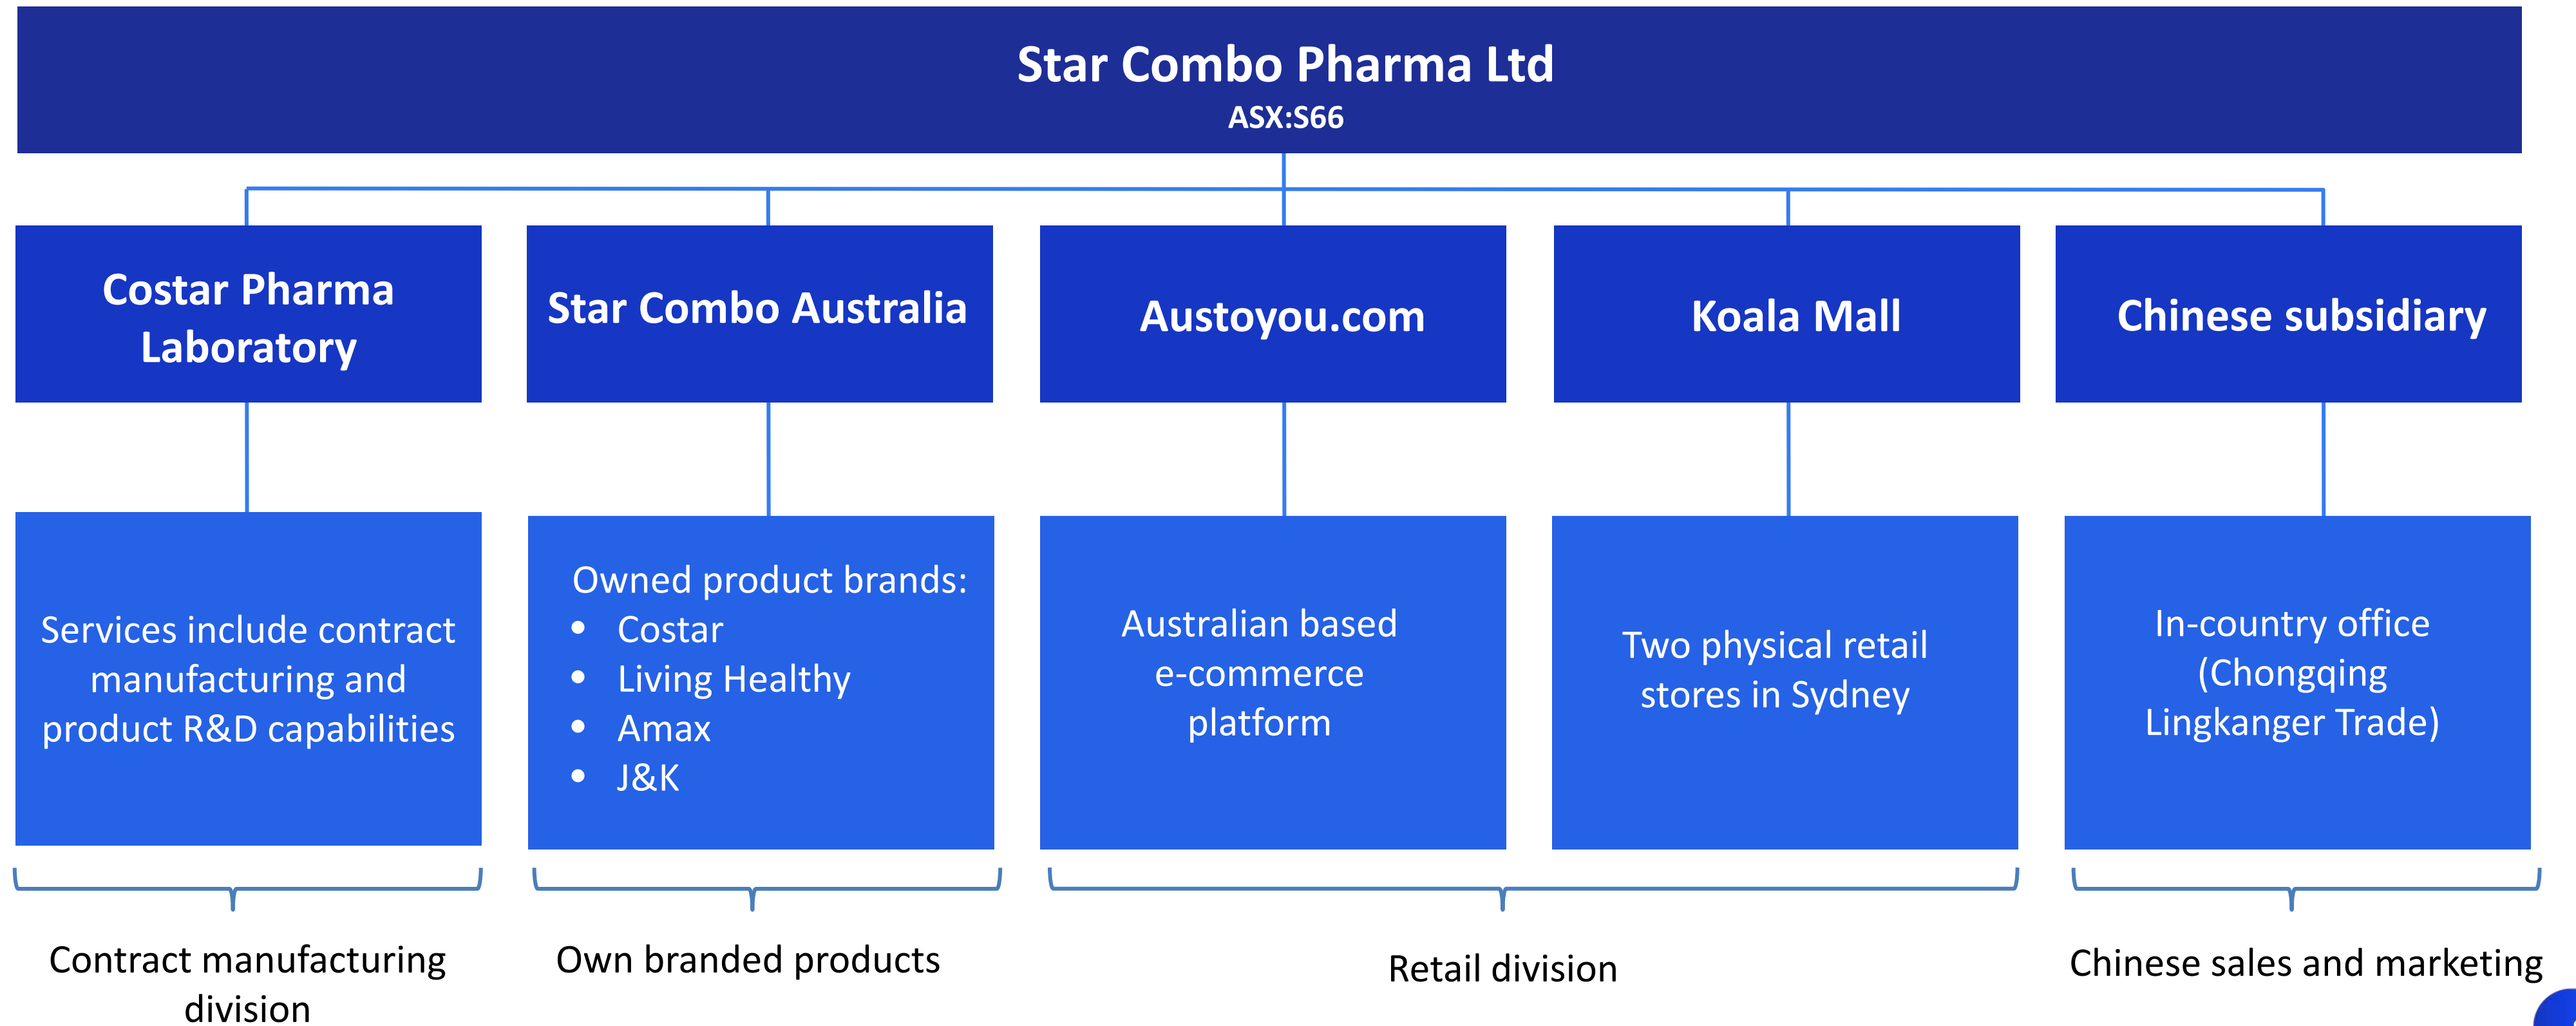 Star Combo Pharma Ltd
ASX:S66
Costar Pharma
Laboratory
Star Combo Australia
Austoyou.com
Koala Mall
Chinese subsidiary
Services include contract
manufacturing and
product R&D capabilities
Owned product brands:
• Costar
• Living Healthy
• Amax
• J&K
Australian based
e-commerce
platform
Two physical retail
stores in Sydney
In-country office
(Chongqing
Lingkanger Trade)
Contract manufacturing
division
Own branded products
Retail division
Chinese sales and marketing